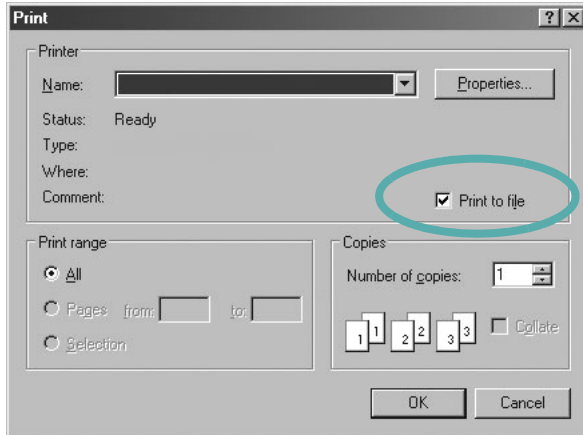 Print
Printer
Name:
Properties...
Status: Ready
Type:
Where:
Comment:
Print to file
Print range
All
Pages from: to:
Selection
Copies
Number of copies: 1
1 1 2 2 3 3
Collate
OK Cancel